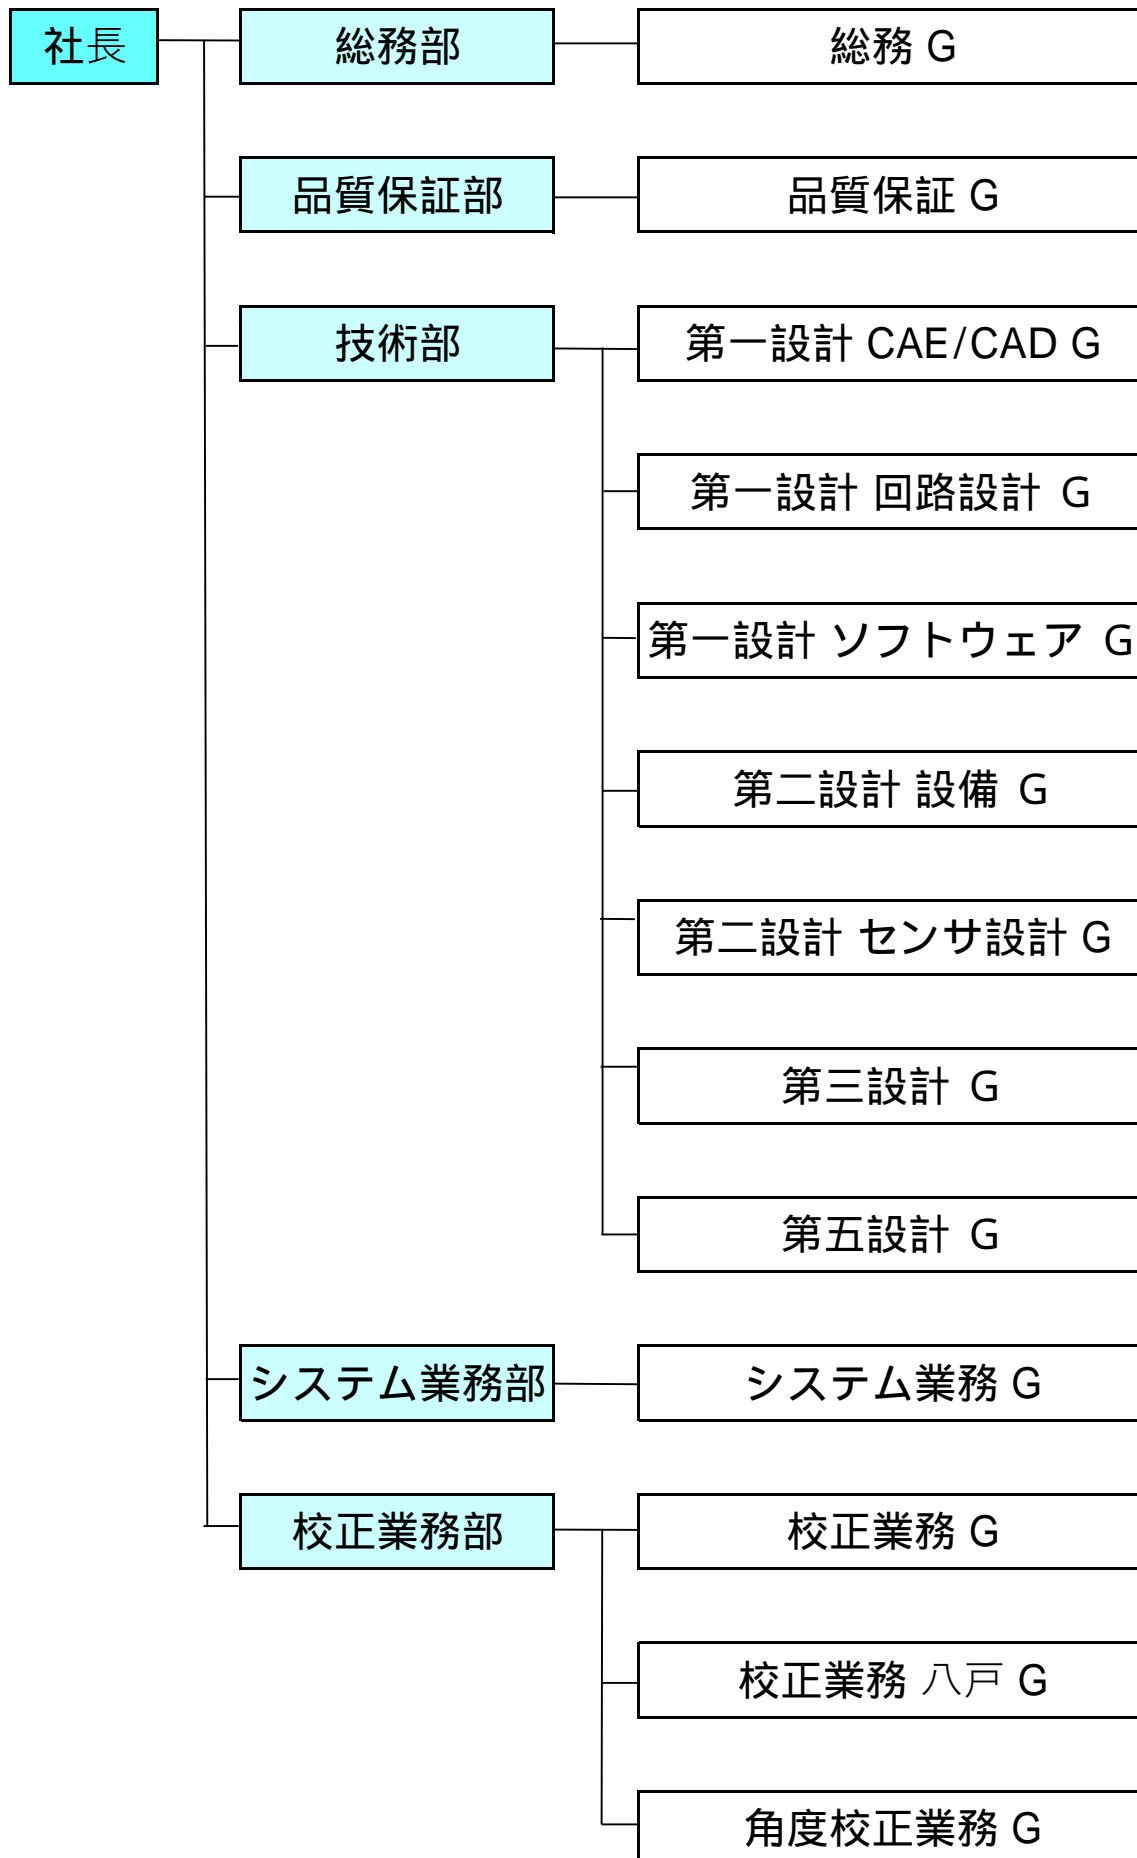 社長
総務部
総務 G
品質保証部
品質保証 G
技術部
第一設計 CAE/CAD G
第一設計 回路設計 G
第一設計 ソフトウェア G
第二設計 設備 G
第二設計 センサ設計 G
第三設計 G
第五設計 G
システム業務部
システム業務 G
校正業務部
校正業務 G
校正業務 八戸 G
角度校正業務 G